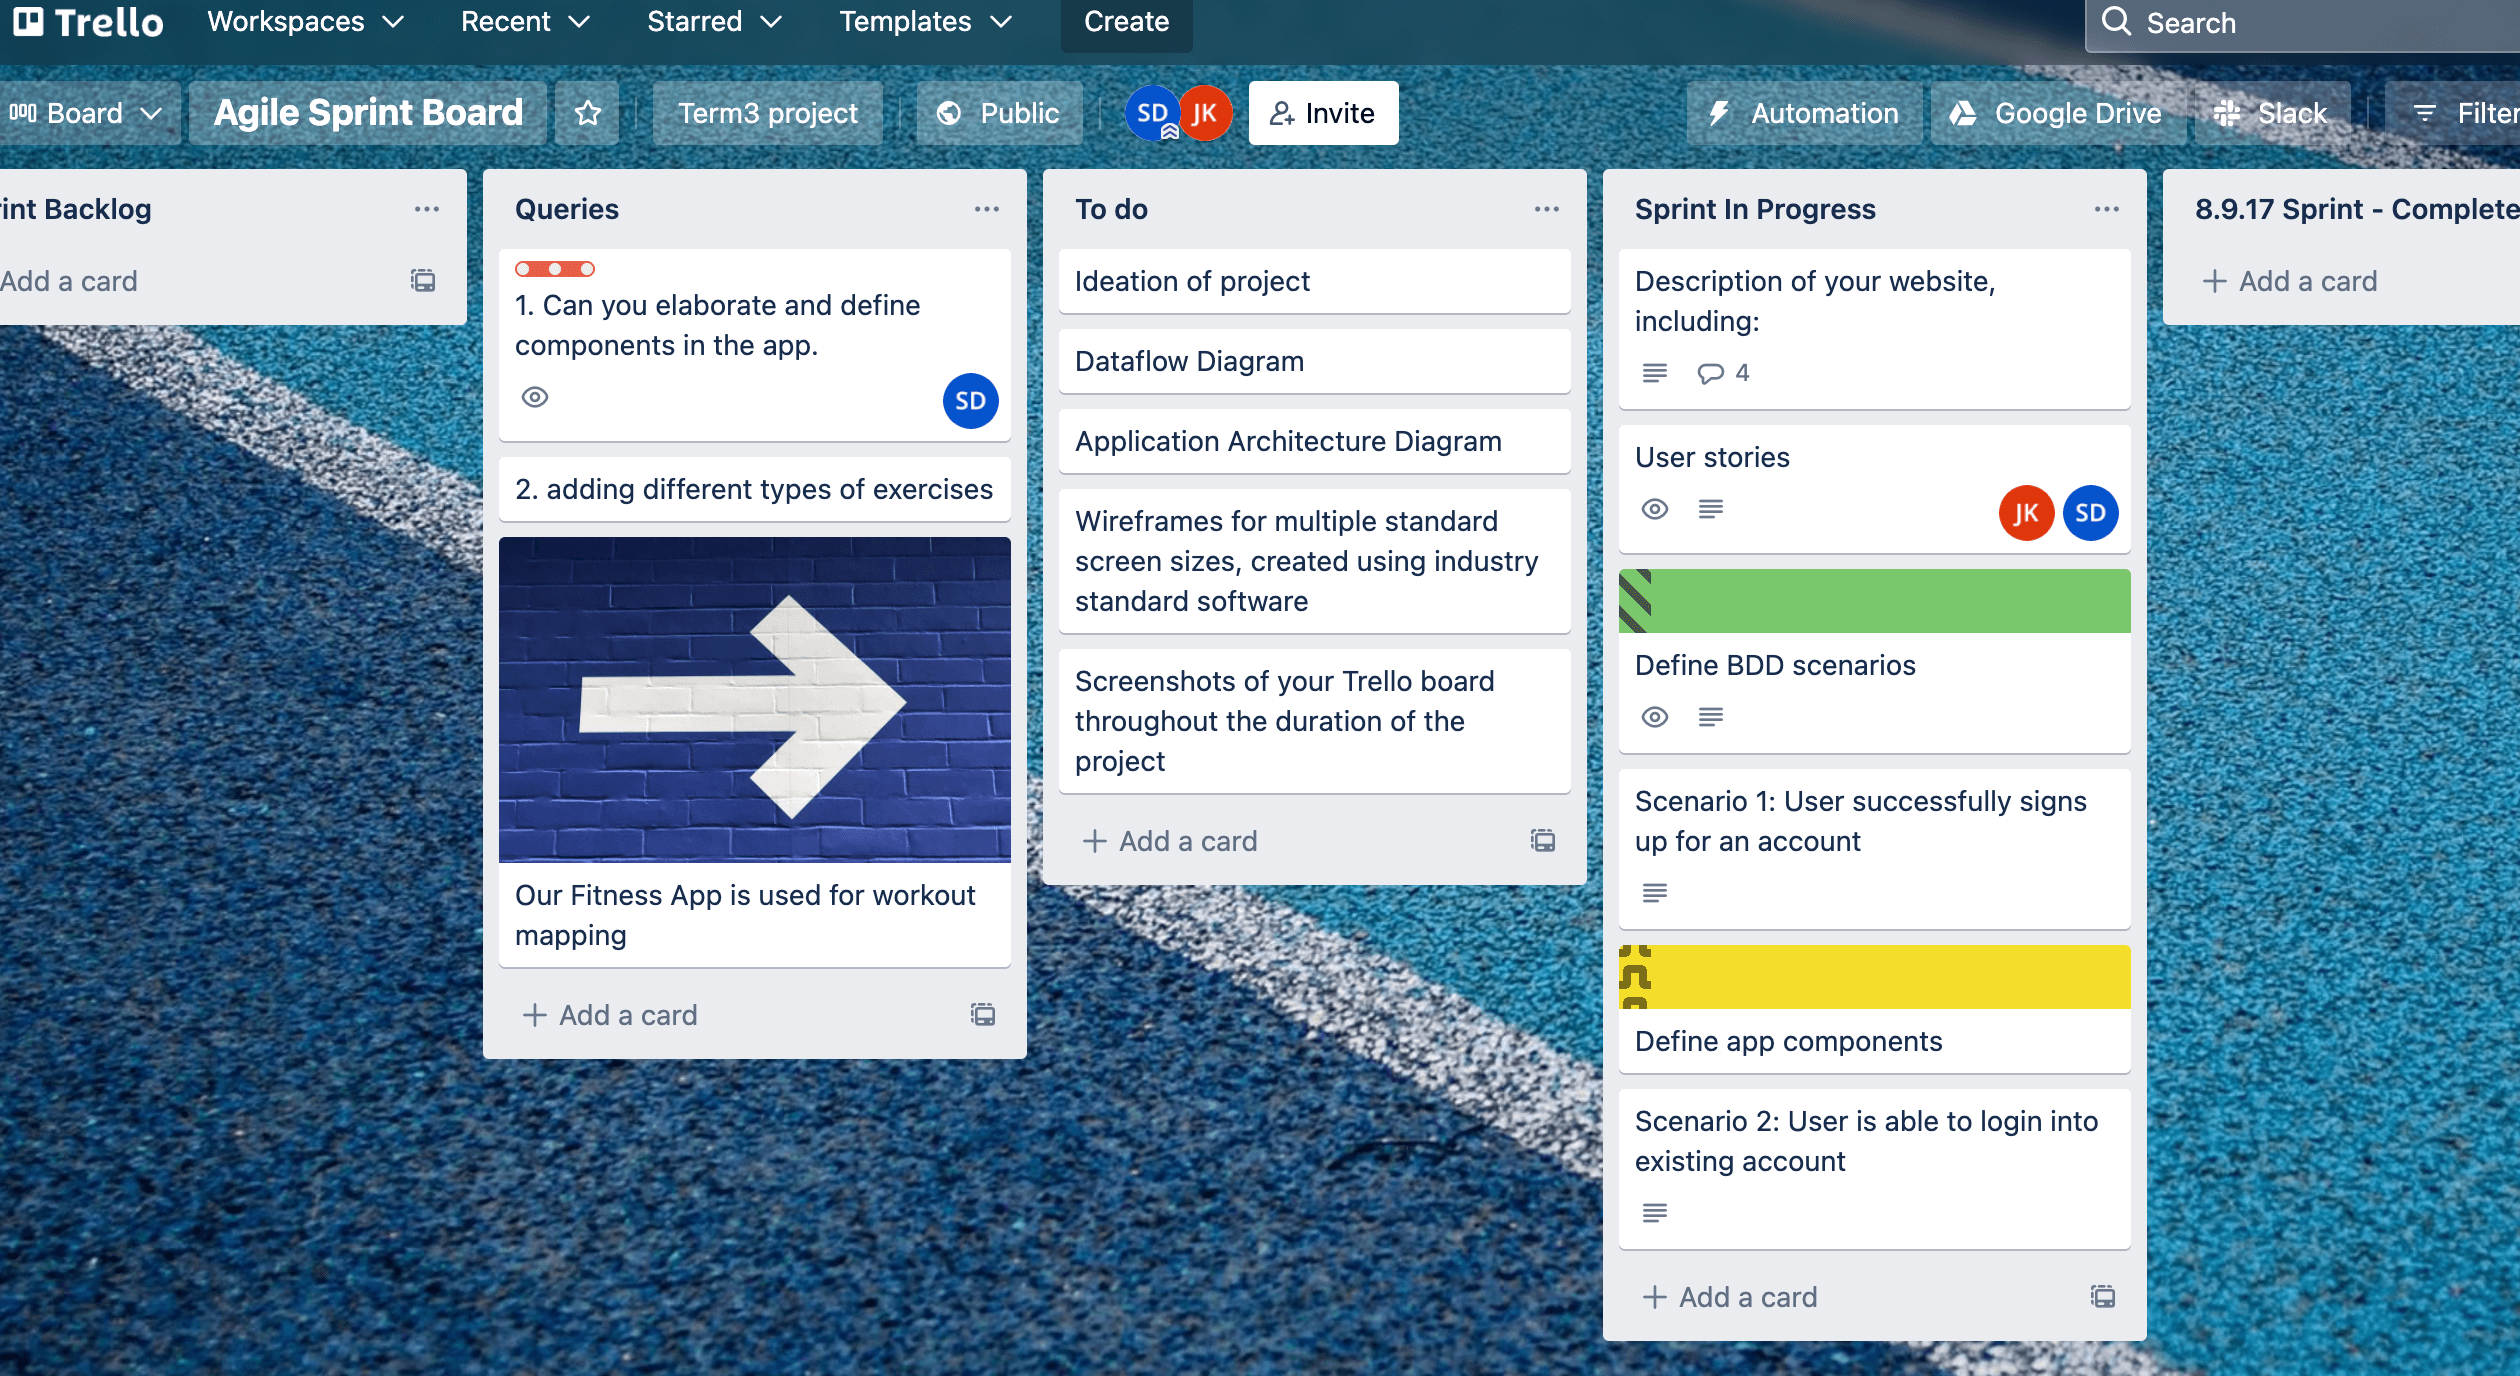 Trello
Workspaces
Recent
Starred
Templates
Create
Search
Board
Agile Sprint Board
Term3 project
Public
SD
JK
Invite
Automation
Google Drive
Slack
Filter
rint Backlog
Add a card
Queries
1. Can you elaborate and define
components in the app.
SD
2. adding different types of exercises
Our Fitness App is used for workout
mapping
Add a card
To do
Ideation of project
Dataflow Diagram
Application Architecture Diagram
Wireframes for multiple standard
screen sizes, created using industry
standard software
Screenshots of your Trello board
throughout the duration of the
project
Add a card
Sprint In Progress
Description of your website,
including:
4
User stories
JK
SD
Define BDD scenarios
Scenario 1: User successfully signs
up for an account
Define app components
Scenario 2: User is able to login into
existing account
Add a card
8.9.17 Sprint - Complete
Add a card